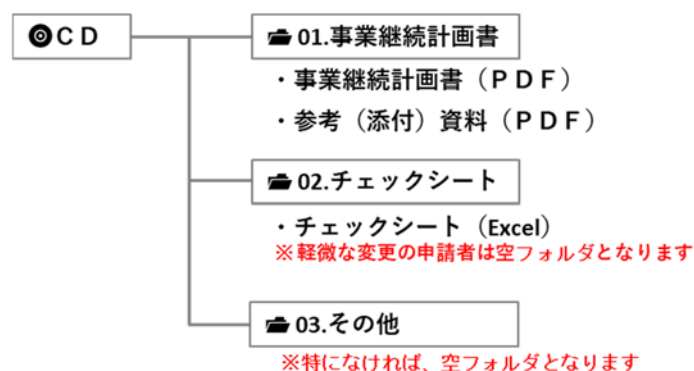 CD
01.事業継続計画書
・事業継続計画書（ＰＤＦ）
・参考（添付）資料（ＰＤＦ）
02.チェックシート
・チェックシート（Excel）
※軽微な変更の申請者は空フォルダとなります
03.その他
※特になければ、空フォルダとなります